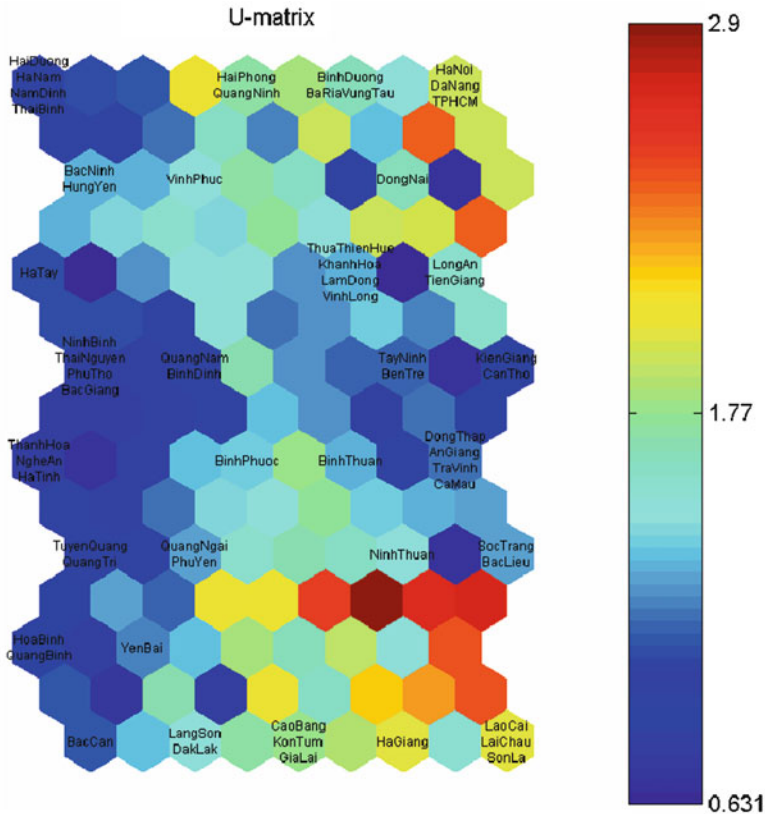 U-matrix
2.9
HaiDuong
HaNam
NamDinh
ThaiBinh
HaiPhong
QuangNinh
BinhDuong
BaRiaVungTau
HaNoi
DaNang
TPHCM
BacNinh
HungYen
VinhPhuc
DongNai
HaTay
ThuaThienHue
KhanhHoa
LamDong
VinhLong
LongAn
TienGiang
NinhBinh
ThaiNguyen
PhuTho
BacGiang
QuangNam
BinhDinh
TayNinh
BenTre
KienGiang
CanTho
1.77
ThanhHoa
NgheAn
HaTinh
BinhPhuoc
BinhThuan
DongThap
AnGiang
TraVinh
CaMau
TuyenQuang
QuangTri
QuangNgai
PhuYen
NinhThuan
SocTrang
BacLieu
HoaBinh
QuangBinh
YenBai
BacCan
LangSon
DakLak
CaoBang
KonTum
GiaLai
HaGiang
LaoCai
LaiChau
SonLa
0.631